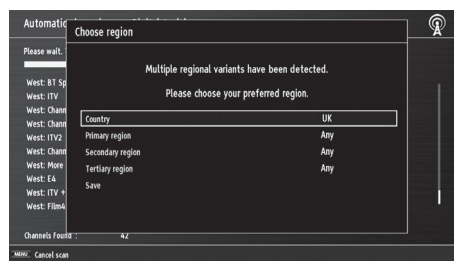 Automatic
Choose region
Please wait.
Multiple regional variants have been detected.
Please choose your preferred region.
West: BT Sp
West: ITV
West: Chann
West: Chann
West: ITV2
West: Chann
West: More
West: E4
West: ITV +
West: Film4
Country UK
Primary region Any
Secondary region Any
Tertiary region Any
Save
Channels Found : 42
MENU Cancel scan